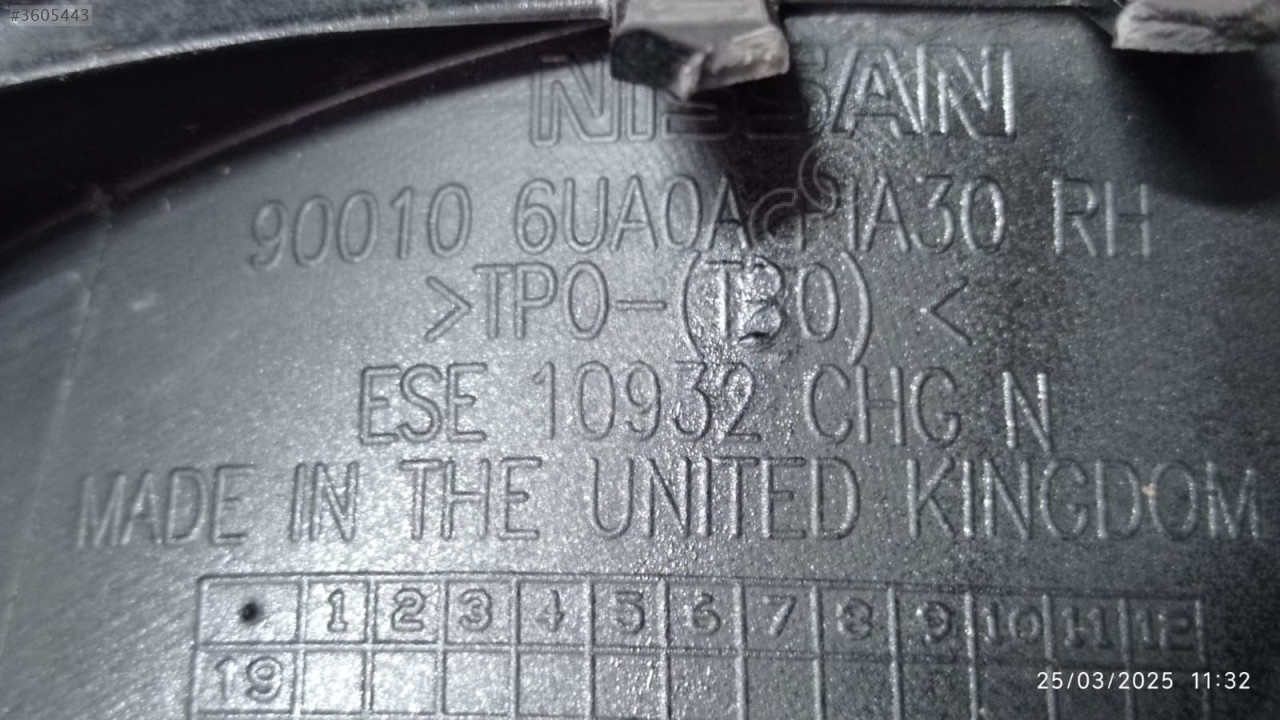 #3605443
NISSAN
90010 6UA0A P1A30 RH
>TPO-(T30) <
ESE 10932 CHG N
MADE IN THE UNITED KINGDOM
1 2 3 4 5 6 7 8 9 10 11 12
19
25/03/2025 11:32